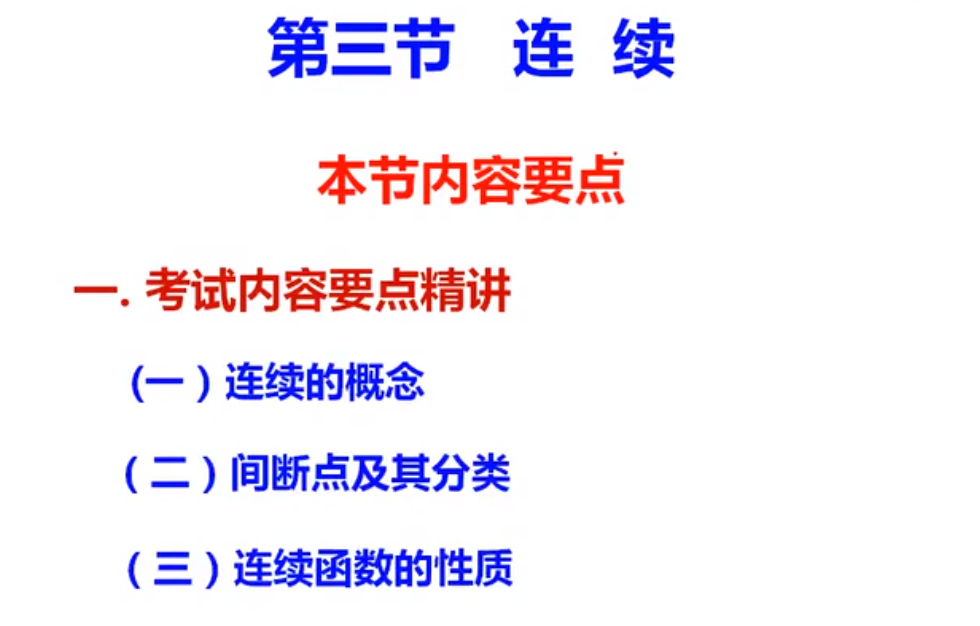 第三节 连 续
本节内容要点
一. 考试内容要点精讲
(一）连续的概念
（二）间断点及其分类
（三）连续函数的性质